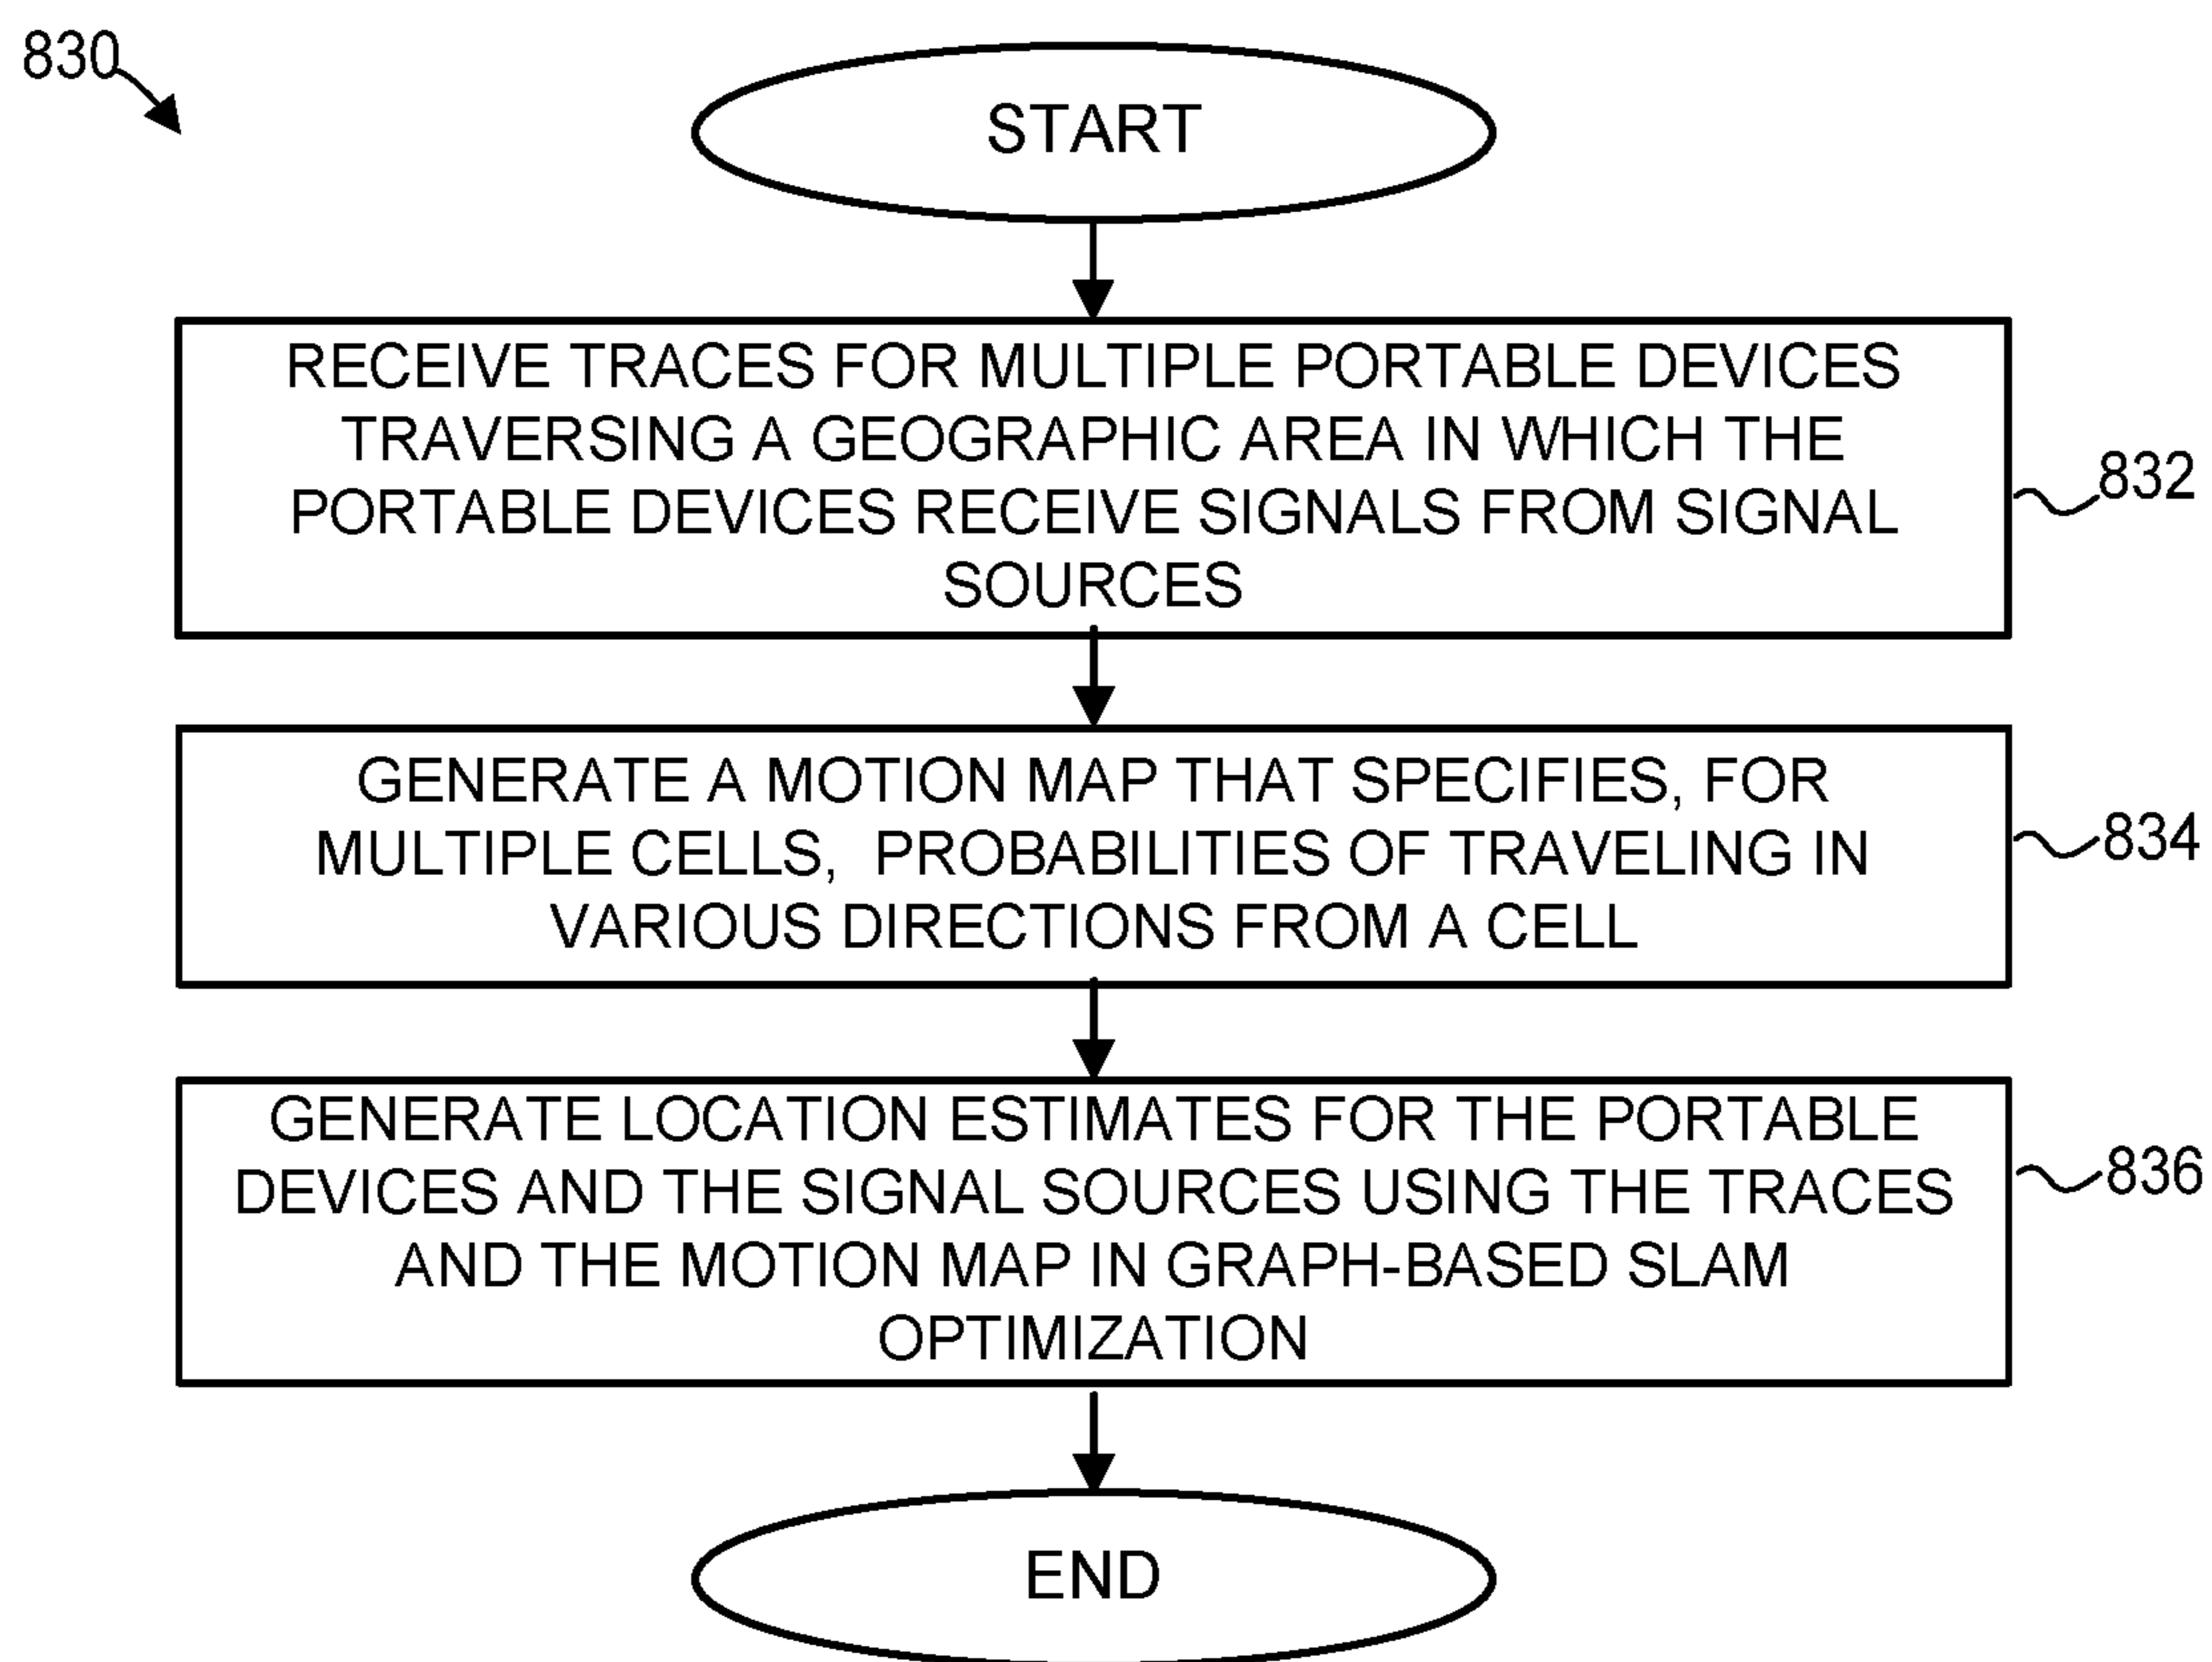 830
START
RECEIVE TRACES FOR MULTIPLE PORTABLE DEVICES
TRAVERSING A GEOGRAPHIC AREA IN WHICH THE
PORTABLE DEVICES RECEIVE SIGNALS FROM SIGNAL
SOURCES
832
GENERATE A MOTION MAP THAT SPECIFIES, FOR
MULTIPLE CELLS, PROBABILITIES OF TRAVELING IN
VARIOUS DIRECTIONS FROM A CELL
834
GENERATE LOCATION ESTIMATES FOR THE PORTABLE
DEVICES AND THE SIGNAL SOURCES USING THE TRACES
AND THE MOTION MAP IN GRAPH-BASED SLAM
OPTIMIZATION
836
END